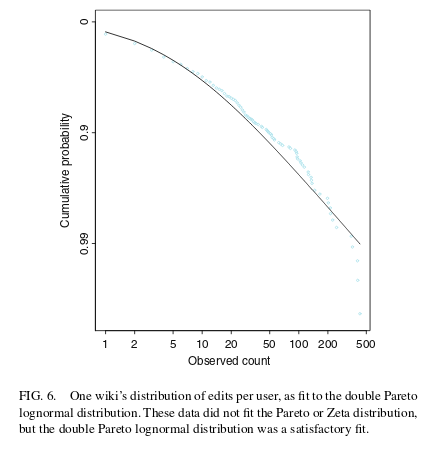 0
0.9
0.99
Cumulative probability
1 2 5 10 20 50 100 200 500
Observed count
FIG. 6. One wiki's distribution of edits per user, as fit to the double Pareto
lognormal distribution. These data did not fit the Pareto or Zeta distribution,
but the double Pareto lognormal distribution was a satisfactory fit.